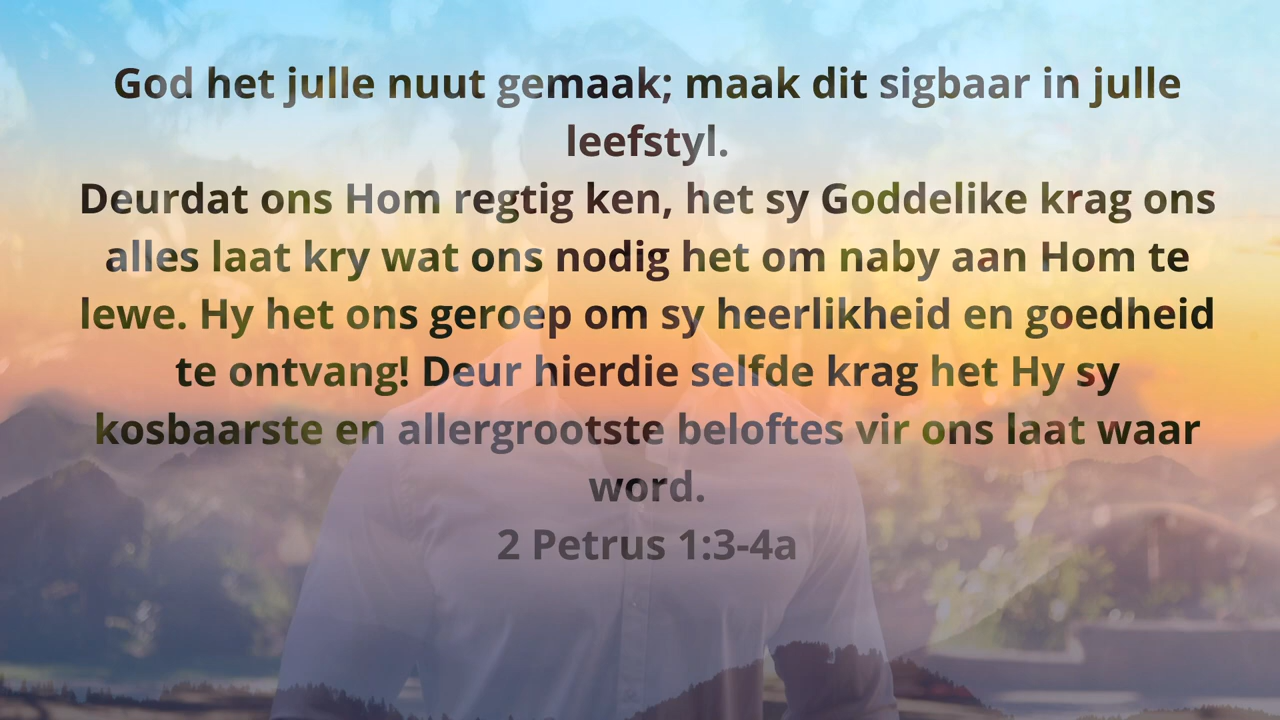 God het julle nuut gemaak; maak dit sigbaar in julle
leefstyl.
Deurdat ons Hom regtig ken, het sy Goddelike krag ons
alles laat kry wat ons nodig het om naby aan Hom te
lewe. Hy het ons geroep om sy heerlikheid en goedheid
te ontvang! Deur hierdie selfde krag het Hy sy
kosbaarste en allergrootste beloftes vir ons laat waar
word.
2 Petrus 1:3-4a